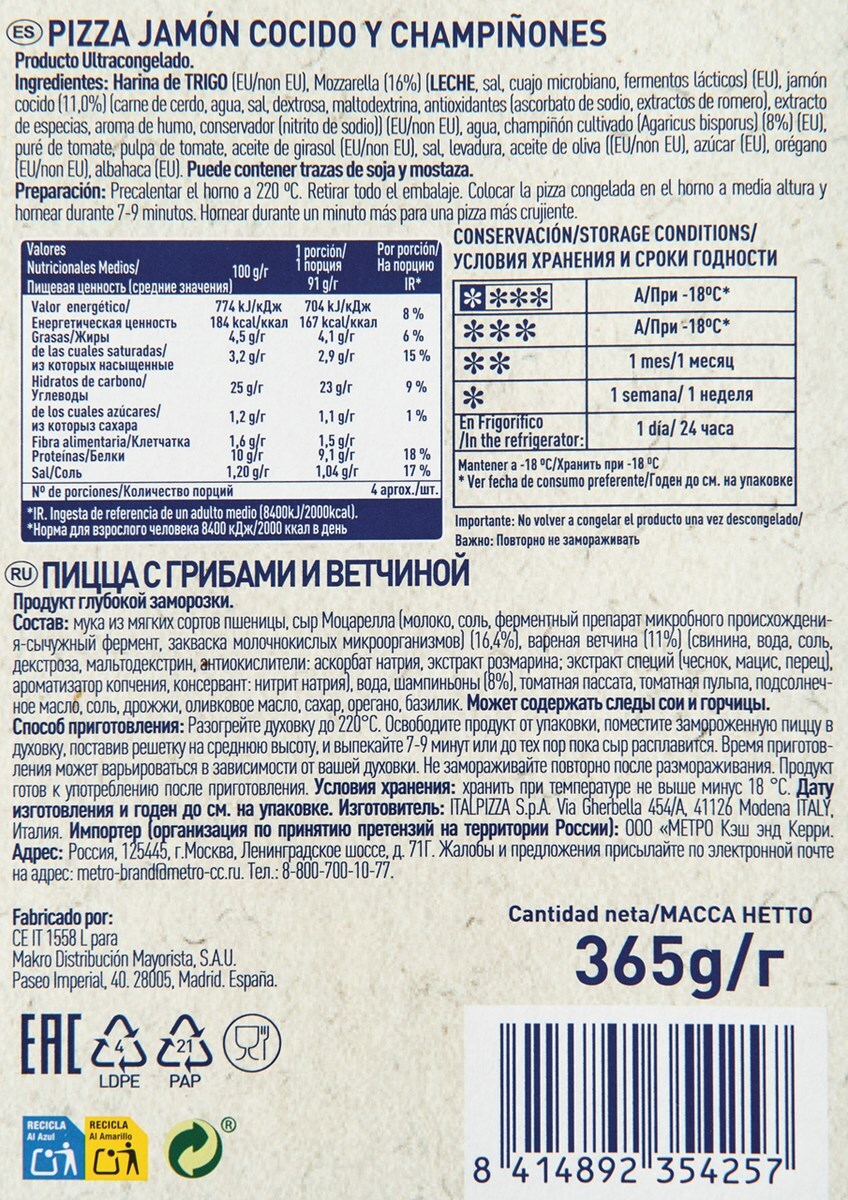 ES PIZZA JAMÓN COCIDO Y CHAMPIÑONES
Producto Ultracongelado.
Ingredientes: Harina de TRIGO (EU/non EU), Mozzarella (16%) (LECHE, sal, cuajo microbiano, fermentos lácticos) (EU), jamón
cocido (11,0%) (carne de cerdo, agua, sal, dextrosa, maltodextrina, antioxidantes (ascorbato de sodio, extractos de romero), extracto
de especias, aroma de humo, conservador (nitrito de sodio)) (EU/non EU), agua, champiñón cultivado (Agaricus bisporus) (8%) (EU),
puré de tomate, pulpa de tomate, aceite de girasol (EU/non EU), sal, levadura, aceite de oliva ((EU/non EU), azúcar (EU), orégano
(EU/non EU), albahaca (EU). Puede contener trazas de soja y mostaza.
Preparación: Precalentar el horno a 220 ºC. Retirar todo el embalaje. Colocar la pizza congelada en el horno a media altura y
hornear durante 7-9 minutos. Hornear durante un minuto más para una pizza más crujiente.
Valores
Nutricionales Medios/
Пищевая ценность (средние значения) 100 g/г 1 porción/ 1 порция 91 g/г Por porción/ На порцию IR*
Valor energético/
Енергетическая ценность 774 kJ/кДж 184 kcal/ккал 704 kJ/кДж 167 kcal/ккал 8 %
Grasas/Жиры 4,5 g/г 4,1 g/г 6 %
de las cuales saturadas/
из которых насыщенные 3,2 g/г 2,9 g/г 15 %
Hidratos de carbono/
Углеводы 25 g/г 23 g/г 9 %
de los cuales azúcares/
из которыз сахара 1,2 g/г 1,1 g/г 1 %
Fibra alimentaria/Клетчатка 1,6 g/г 1,5 g/г
Proteínas/Белки 10 g/г 9,1 g/г 18 %
Sal/Соль 1,20 g/г 1,04 g/г 17 %
Nº de porciones/Количество порций 4 aprox./шт.
*IR. Ingesta de referencia de un adulto medio (8400kJ/2000kcal).
*Норма для взрослого человека 8400 кДж/2000 ккал в день
CONSERVACIÓN/STORAGE CONDITIONS/
УСЛОВИЯ ХРАНЕНИЯ И СРОКИ ГОДНОСТИ
А/При -18ºC*
А/При -18ºC*
1 mes/1 месяц
1 semana/ 1 неделя
En Frigorífico
/In the refrigerator: 1 día/ 24 часа
Mantener a -18 ºC/Хранить при -18 ºC
* Ver fecha de consumo preferente/Годен до см. на упаковке
Importante: No volver a congelar el producto una vez descongelado/
Важно: Повторно не замораживать
RU ПИЦЦА С ГРИБАМИ И ВЕТЧИНОЙ
Продукт глубокой заморозки.
Состав: мука из мягких сортов пшеницы, сыр Моцарелла (молоко, соль, ферментный препарат микробного происхождени-
я-сычужный фермент, закваска молочнокислых микроорганизмов) (16,4%), вареная ветчина (11%) (свинина, вода, соль,
декстроза, мальтодекстрин, антиокислители: аскорбат натрия, экстракт розмарина; экстракт специй (чеснок, мацис, перец),
ароматизатор копчения, консервант: нитрит натрия), вода, шампиньоны (8%), томатная пассата, томатная пульпа, подсолнеч-
ное масло, соль, дрожжи, оливковое масло, сахар, орегано, базилик. Может содержать следы сои и горчицы.
Способ приготовления: Разогрейте духовку до 220°C. Освободите продукт от упаковки, поместите замороженную пиццу в
духовку, поставив решетку на среднюю высоту, и выпекайте 7-9 минут или до тех пор пока сыр расплавится. Время приготов-
ления может варьироваться в зависимости от вашей духовки. Не замораживайте повторно после размораживания. Продукт
готов к употреблению после приготовления. Условия хранения: хранить при температуре не выше минус 18 °C. Дату
изготовления и годен до см. на упаковке. Изготовитель: ITALPIZZA S.p.A. Via Gherbella 454/A, 41126 Modena ITALY,
Италия. Импортер (организация по принятию претензий на территории России): ООО «МЕТРО Кэш энд Керри.
Адрес: Россия, 125445, г.Москва, Ленинградское шоссе, д. 71Г. Жалобы и предложения присылайте по электронной почте
на адрес: metro-brand@metro-cc.ru. Тел.: 8-800-700-10-77.
Fabricado por:
CE IT 1558 L para
Makro Distribución Mayorista, S.A.U.
Paseo Imperial, 40. 28005, Madrid. España.
Cantidad neta/МАССА НЕТТО
365g/г
EAC
4
LDPE
21
PAP
RECICLA
Al Azul
RECICLA
Al Amarillo
®
8 414892 354257